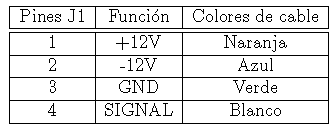 Pines J1 Función Colores de cable
1 +12V Naranja
2 -12V Azul
3 GND Verde
4 SIGNAL Blanco